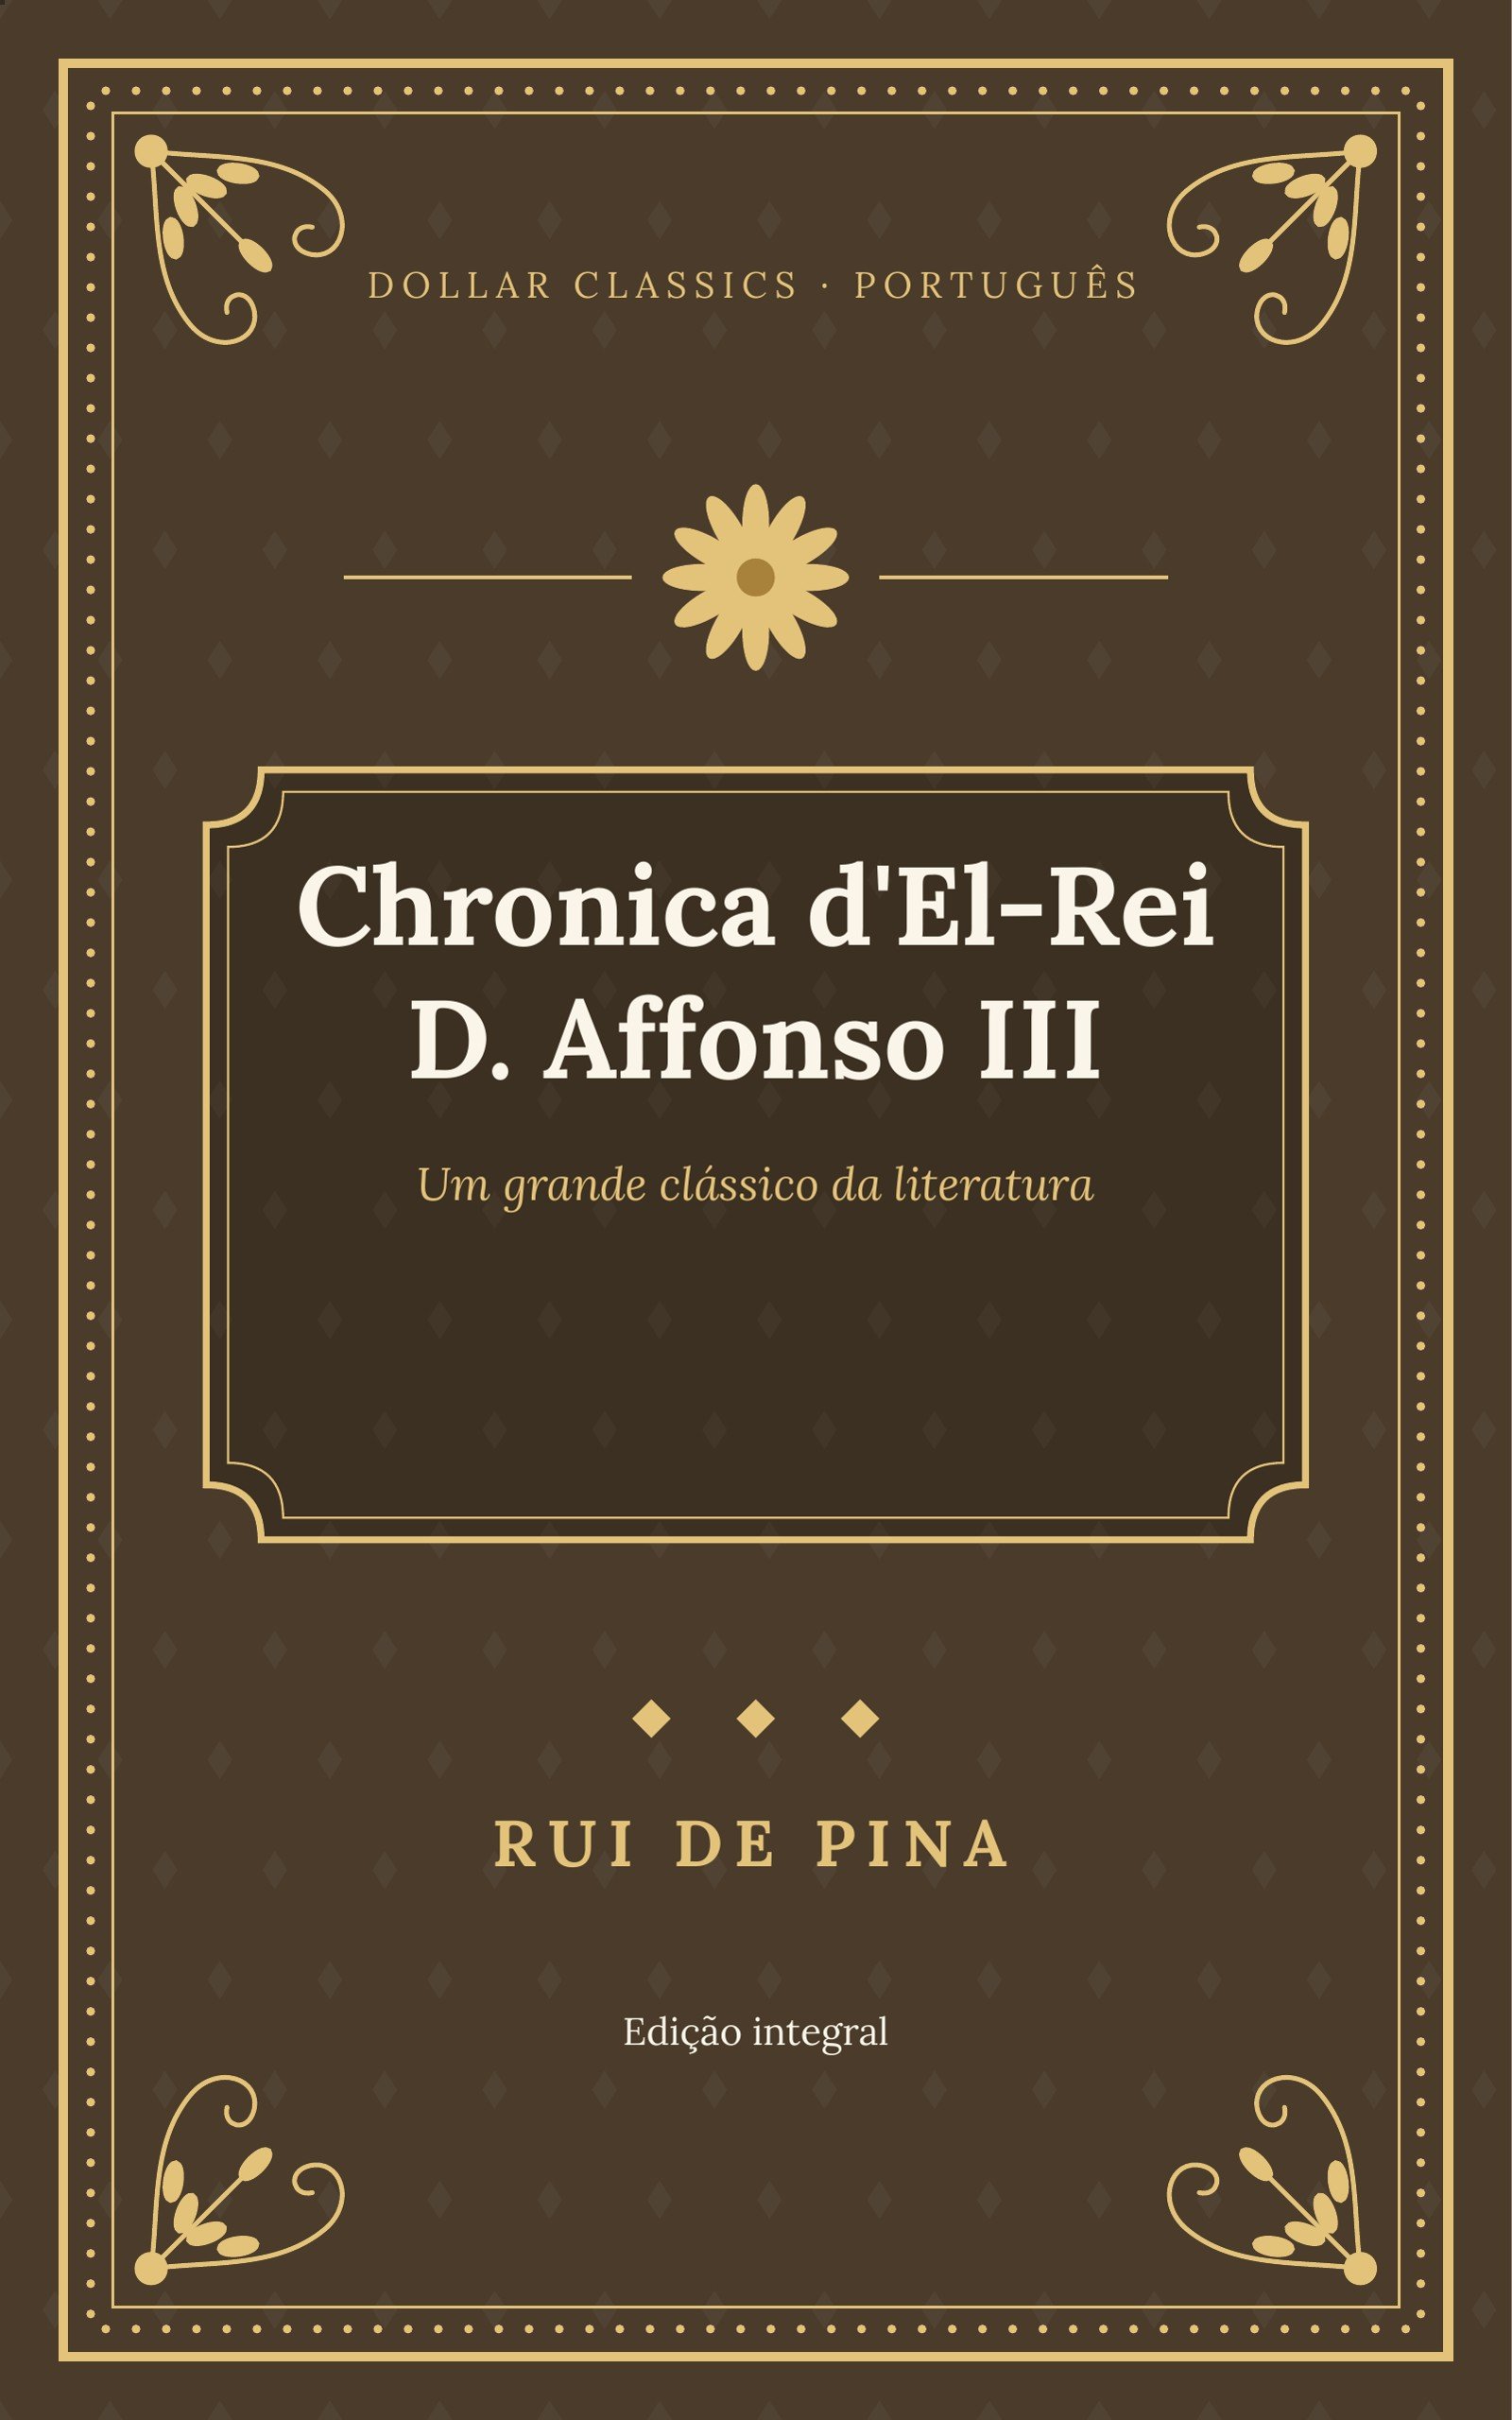 DOLLAR CLASSICS · PORTUGUÊS
Chronica d'El-Rei
D. Affonso III
Um grande clássico da literatura
RUI DE PINA
Edição integral